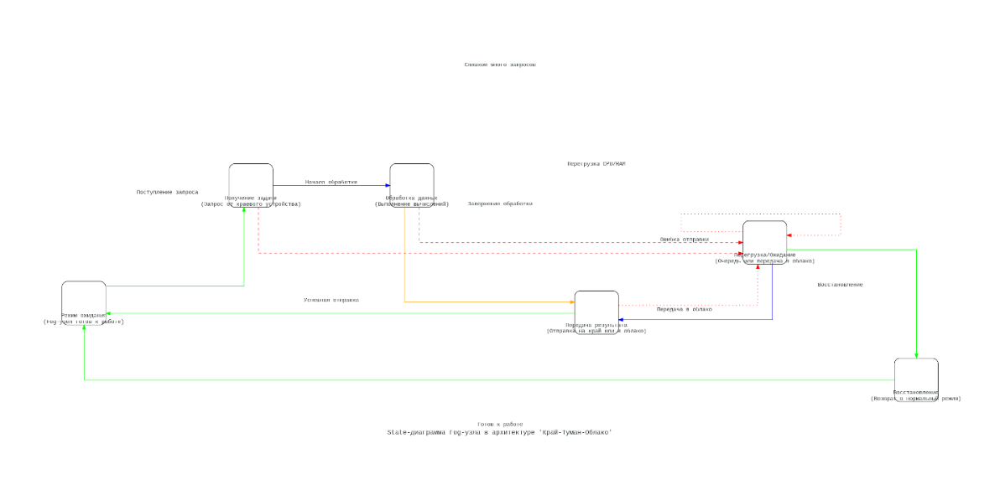 Слишком много запросов
Перегрузка CPU/RAM
Начало обработки
Поступление запроса
Получение задачи
(Запрос от краевого устройства)
Обработка данных
(Выполнение вычислений)
Завершение обработки
Ошибка отправки
Перегрузка/Ожидание
(Очередь или передача в облако)
Восстановление
Успешная отправка
Передача в облако
Режим ожидания
(Fog-узел готов к работе)
Передача результата
(Отправка на край или в облако)
Восстановление
(Возврат в нормальный режим)
Готов к работе
State-диаграмма Fog-узла в архитектуре 'Край-Туман-Облако'